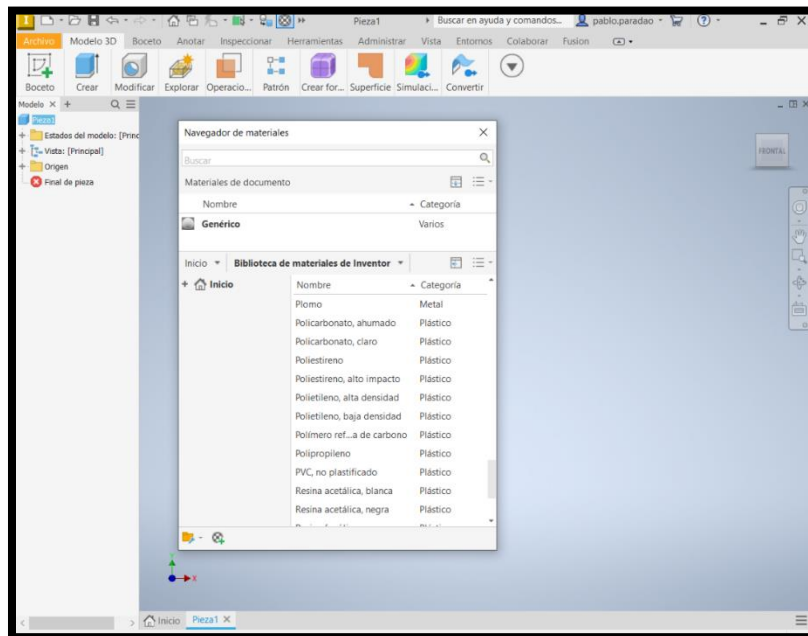 Pieza1
Buscar en ayuda y comandos...
pablo.paradao
Archivo Modelo 3D Boceto Anotar Inspeccionar Herramientas Administrar Vista Entornos Colaborar Fusion
Boceto Crear Modificar Explorar Operacio... Patrón Crear for... Superficie Simulaci... Convertir
Modelo
Pieza1
Estados del modelo: [Princ
Vista: [Principal]
Origen
Final de pieza
FRONTAL
Navegador de materiales
Buscar
Materiales de documento
Nombre Categoría
Genérico Varios
Inicio Biblioteca de materiales de Inventor
Inicio
Nombre Categoría
Plomo Metal
Policarbonato, ahumado Plástico
Policarbonato, claro Plástico
Poliestireno Plástico
Poliestireno, alto impacto Plástico
Polietileno, alta densidad Plástico
Polietileno, baja densidad Plástico
Polímero ref...a de carbono Plástico
Polipropileno Plástico
PVC, no plastificado Plástico
Resina acetálica, blanca Plástico
Resina acetálica, negra Plástico
Y
X
Inicio Pieza1